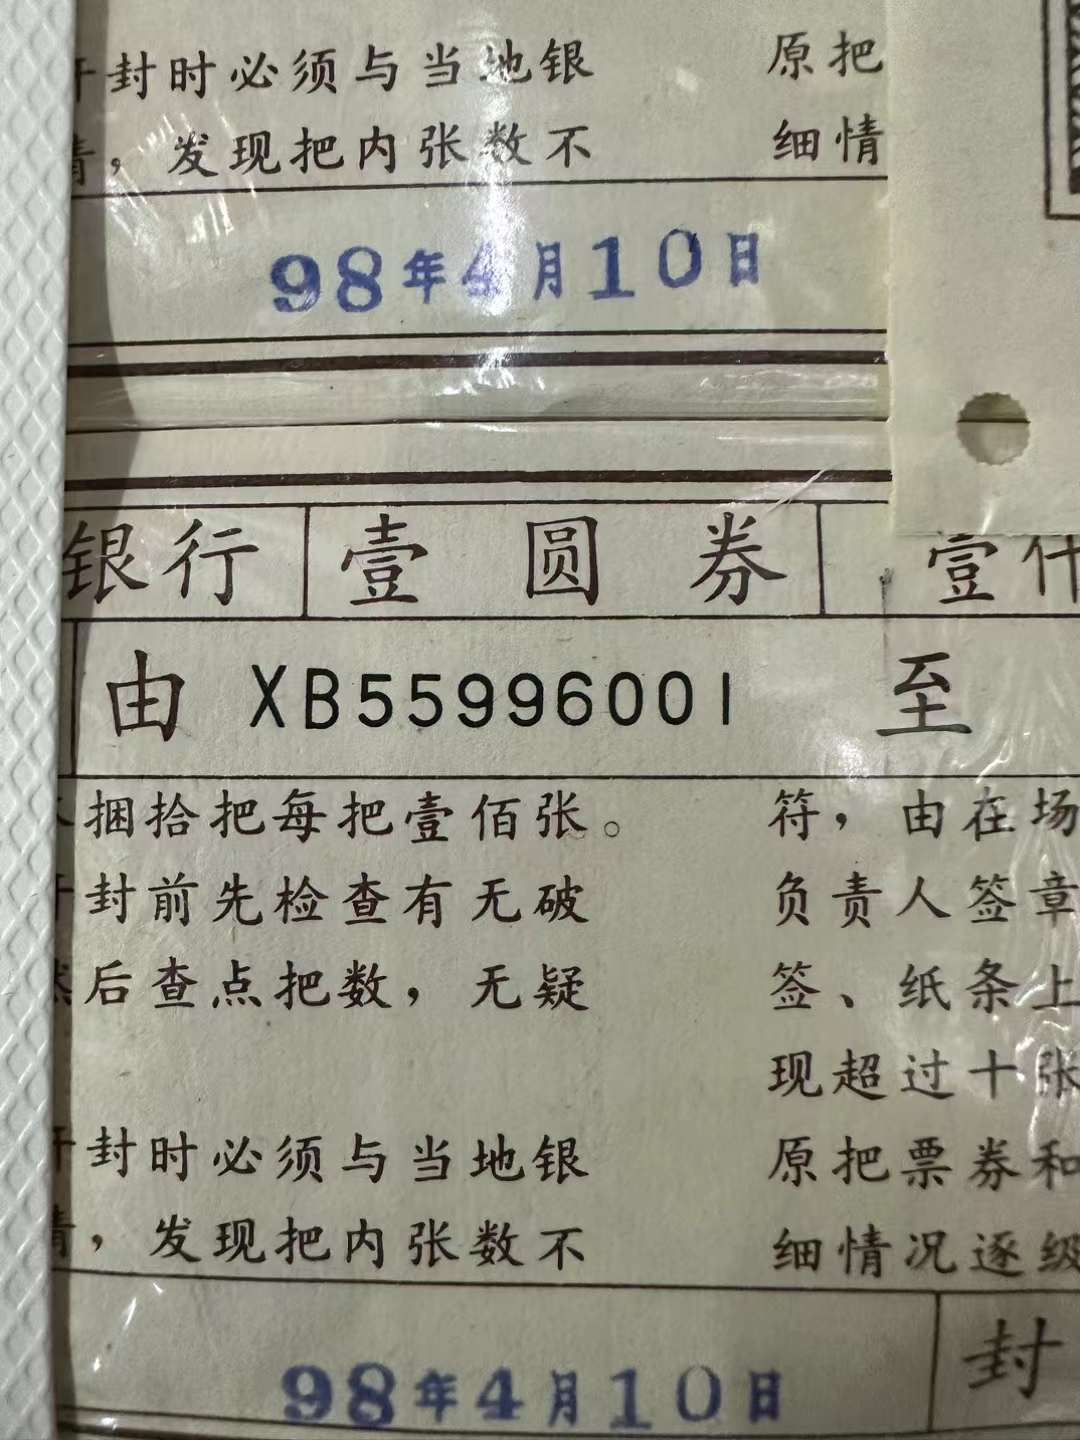 封时必须与当地银 原把
，发现把内张数不 细情
98年4月10日
银行 壹圆券 壹仟
由 XB55996001 至
捆拾把每把壹佰张。 符，由在场
封前先检查有无破 负责人签章
后查点把数，无疑 签、纸条上
现超过十张
封时必须与当地银 原把票券和
，发现把内张数不 细情况逐级
98年4月10日 封